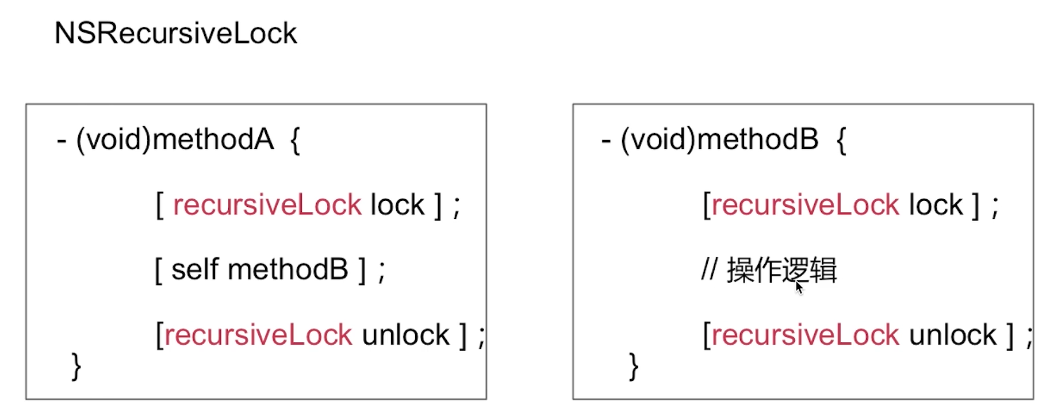 NSRecursiveLock
- (void)methodA {
[ recursiveLock lock ] ;
[ self methodB ] ;
[recursiveLock unlock ] ;
}
- (void)methodB {
[recursiveLock lock ] ;
// 操作逻辑
[recursiveLock unlock ] ;
}